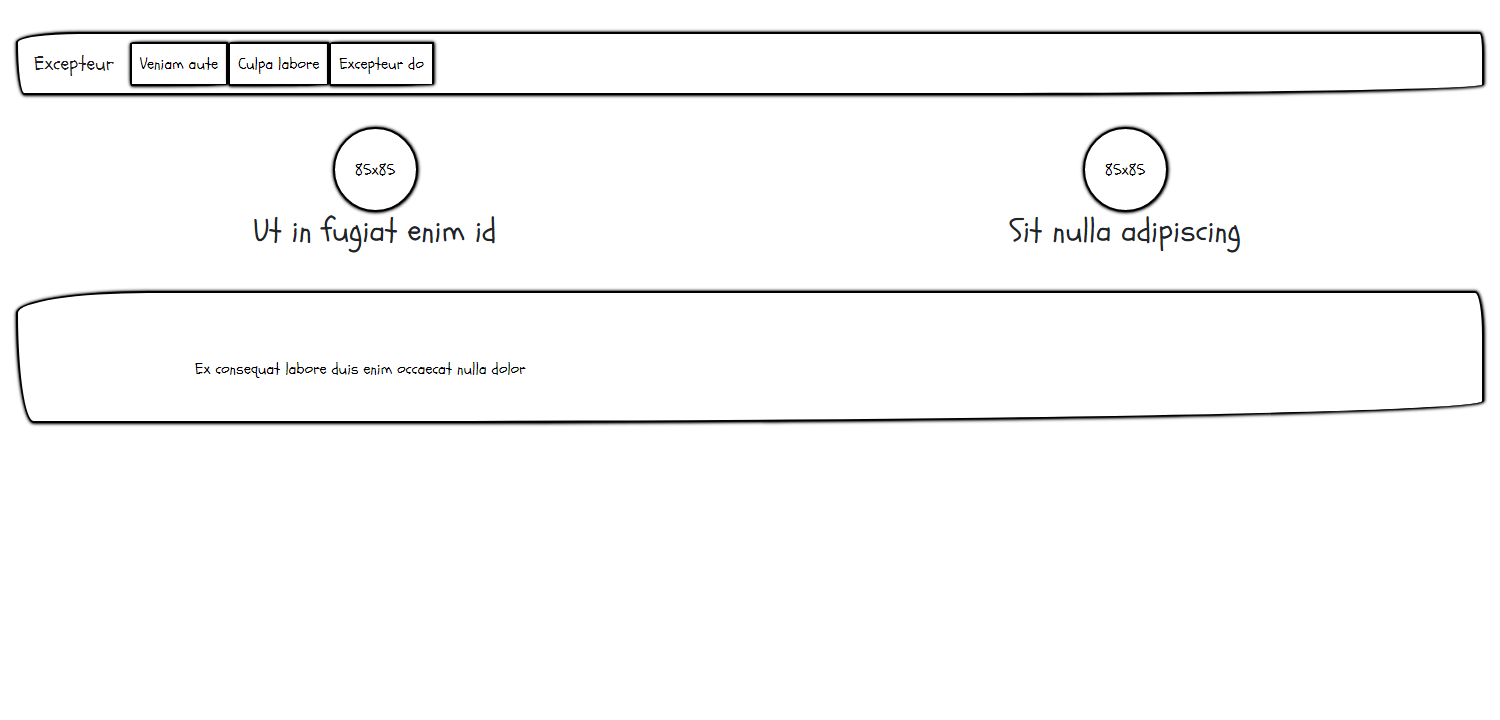 Excepteur Veniam aute Culpa labore Excepteur do
85x85 85x85
Ut in fugiat enim id Sit nulla adipiscing
Ex consequat labore duis enim occaecat nulla dolor